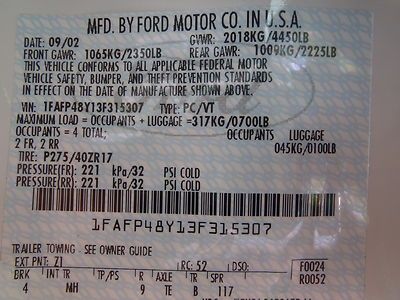 MFD. BY FORD MOTOR CO. IN U.S.A.
DATE: 09/02 GVWR: 2018KG/4450LB
FRONT GAWR: 1065KG/2350LB REAR GAWR: 1009KG/2225LB
THIS VEHICLE CONFORMS TO ALL APPLICABLE FEDERAL MOTOR
VEHICLE SAFETY, BUMPER, AND THEFT PREVENTION STANDARDS
IN EFFECT ON THE DATE OF MANUFACTURE SHOWN ABOVE.
VIN: 1FAFP48Y13F315307 TYPE: PC/VT
MAXIMUM LOAD = OCCUPANTS + LUGGAGE =317KG/0700LB
OCCUPANTS = 4 TOTAL: OCCUPANTS LUGGAGE
2 FR, 2 RR 045KG/0100LB
TIRE: P275/40ZR17
PRESSURE(FR): 221 kPa/32 PSI COLD
PRESSURE(RR): 221 kPa/32 PSI COLD
1FAFP48Y13F315307
TRAILER TOWING - SEE OWNER GUIDE
EXT PNT: Z1 RC: 52 DSO: F0024
BRK INT TR TP/PS R AXLE TR SPR R0052
4 MH 9 TE B 117